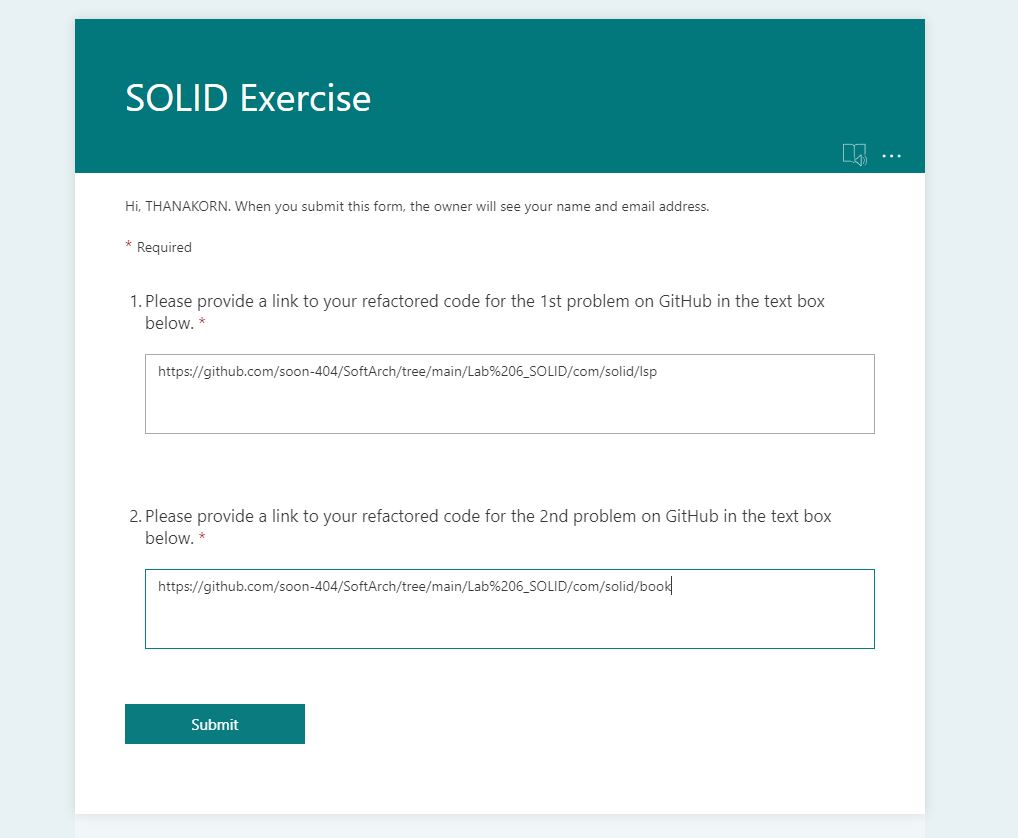 SOLID Exercise
Hi, THANAKORN. When you submit this form, the owner will see your name and email address.
* Required
1. Please provide a link to your refactored code for the 1st problem on GitHub in the text box
below. *
https://github.com/soon-404/SoftArch/tree/main/Lab%206_SOLID/com/solid/lsp
2. Please provide a link to your refactored code for the 2nd problem on GitHub in the text box
below. *
https://github.com/soon-404/SoftArch/tree/main/Lab%206_SOLID/com/solid/book
Submit